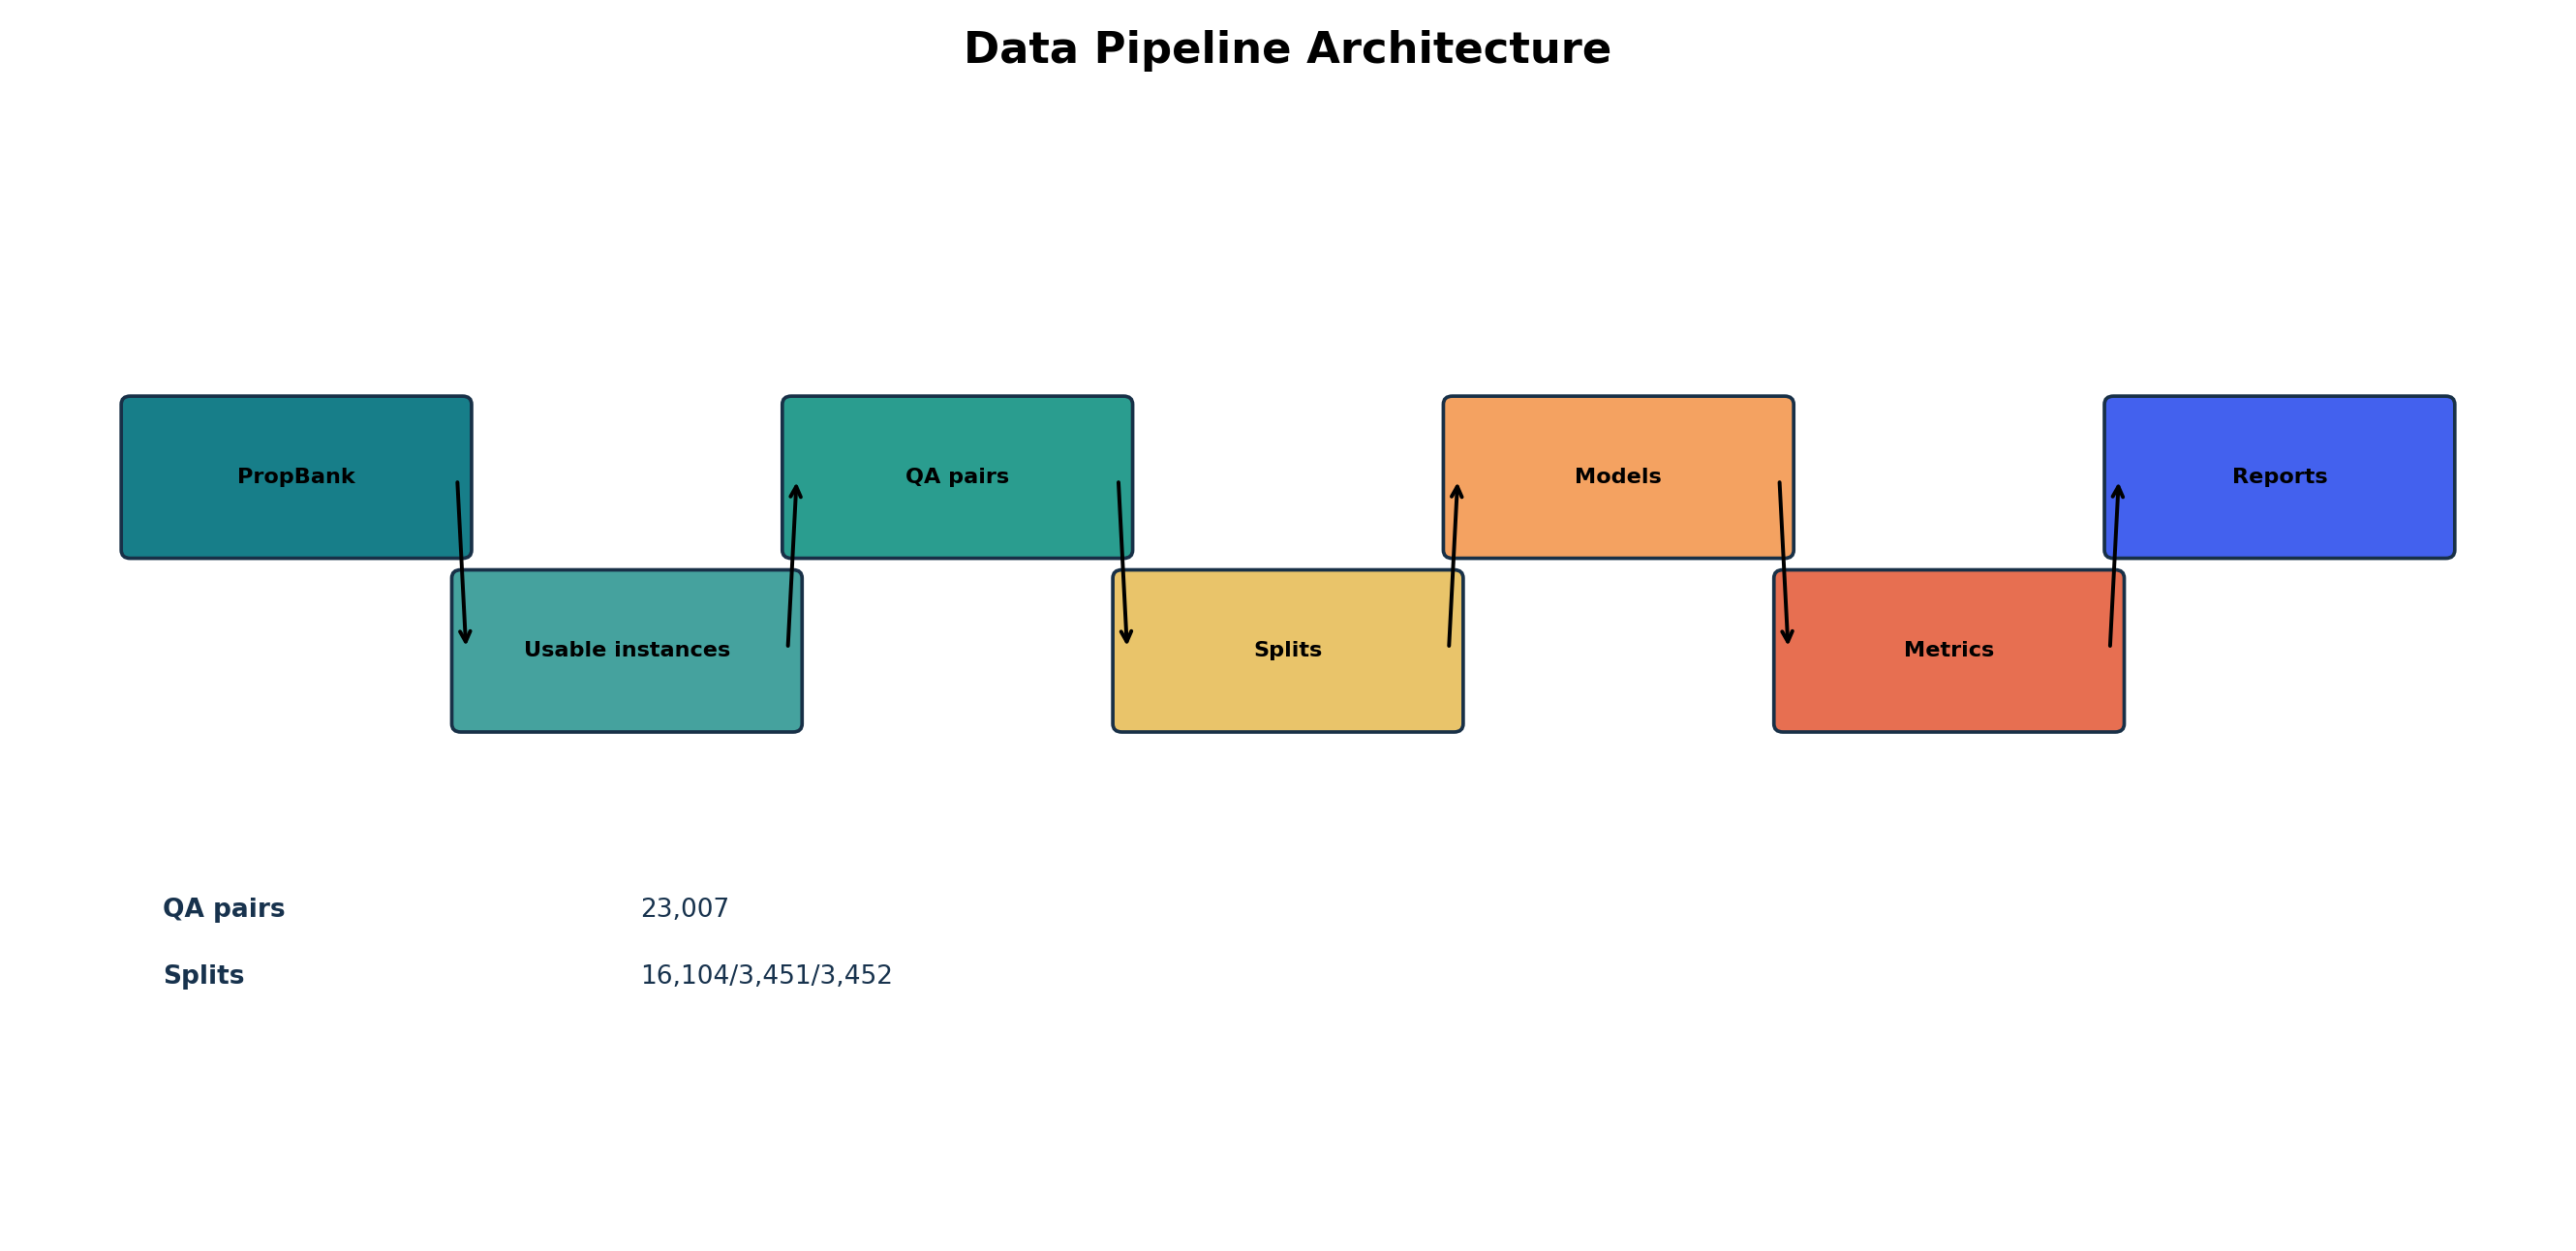 Data Pipeline Architecture
PropBank
QA pairs
Models
Reports
Usable instances
Splits
Metrics
QA pairs 23,007
Splits 16,104/3,451/3,452